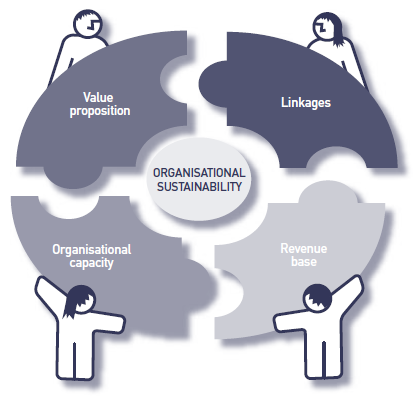 Value
proposition
Linkages
ORGANISATIONAL
SUSTAINABILITY
Organisational
capacity
Revenue
base